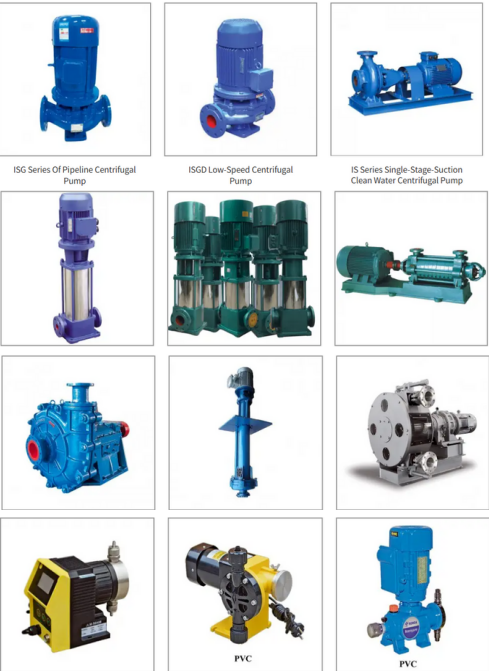 ISG Series Of Pipeline Centrifugal
Pump
ISGD Low-Speed Centrifugal
Pump
IS Series Single-Stage-Suction
Clean Water Centrifugal Pump
PVC
PVC